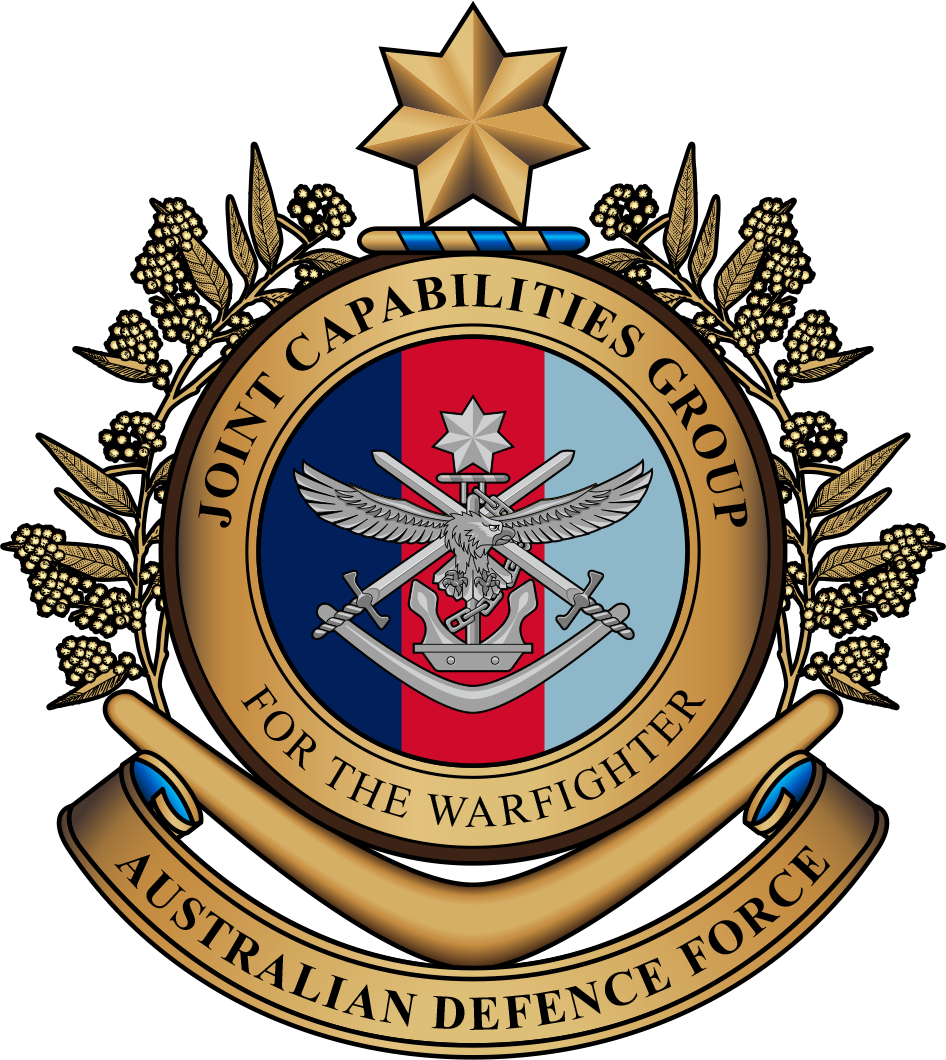 JOINT CAPABILITIES GROUP
FOR THE WARFIGHTER
AUSTRALIAN DEFENCE FORCE